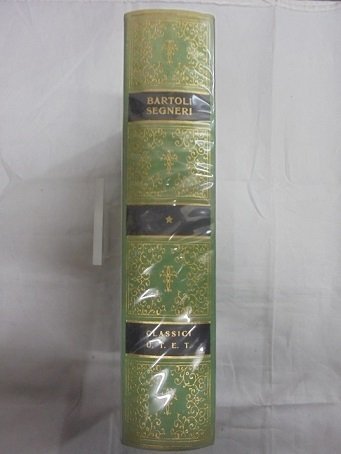 BARTOLI
SEGNERI
CLASSICI
U. T. E. T.